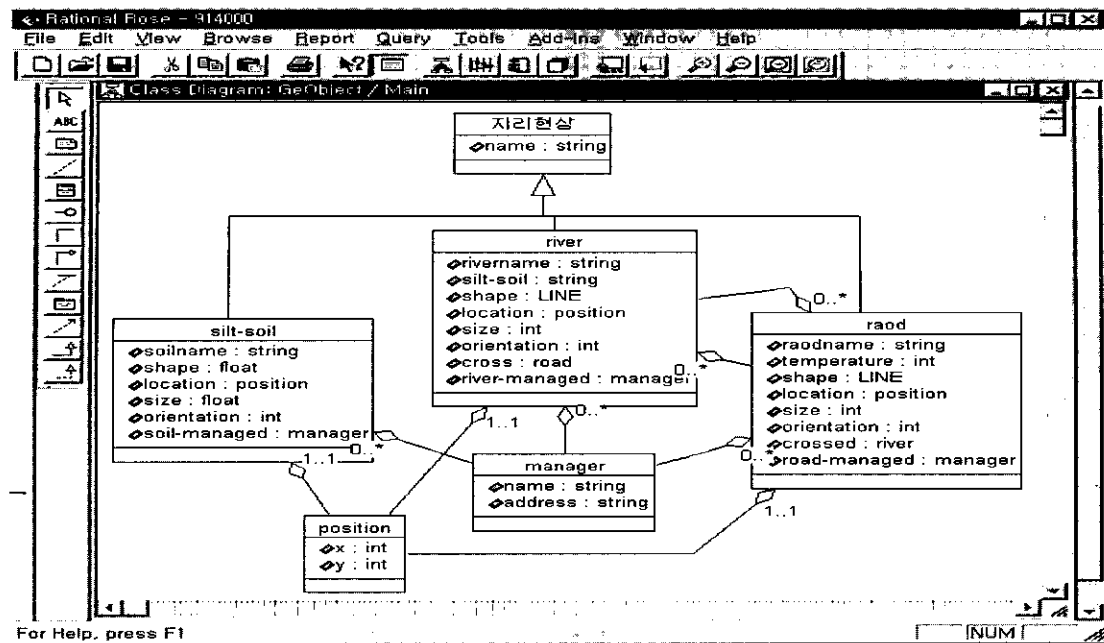 Rational Rose - 914000
File Edit View Browse Report Query Tools Add-Ins Window Help
ABC
Class Diagram: GeObject / Main
자리현상
name : string
river
rivername : string
silt-soil : string
shape : LINE
location : position
size : int
orientation : int
cross : road
river-managed : manager
0..*
0..*
0..*
1..1
silt-soil
soilname : string
shape : float
location : position
size : float
orientation : int
soil-managed : manager
0..*
1..1
raod
raodname : string
temperature : int
shape : LINE
location : position
size : int
orientation : int
crossed : river
road-managed : manager
0..*
1..1
manager
name : string
address : string
position
x : int
y : int
For Help, press F1
NUM